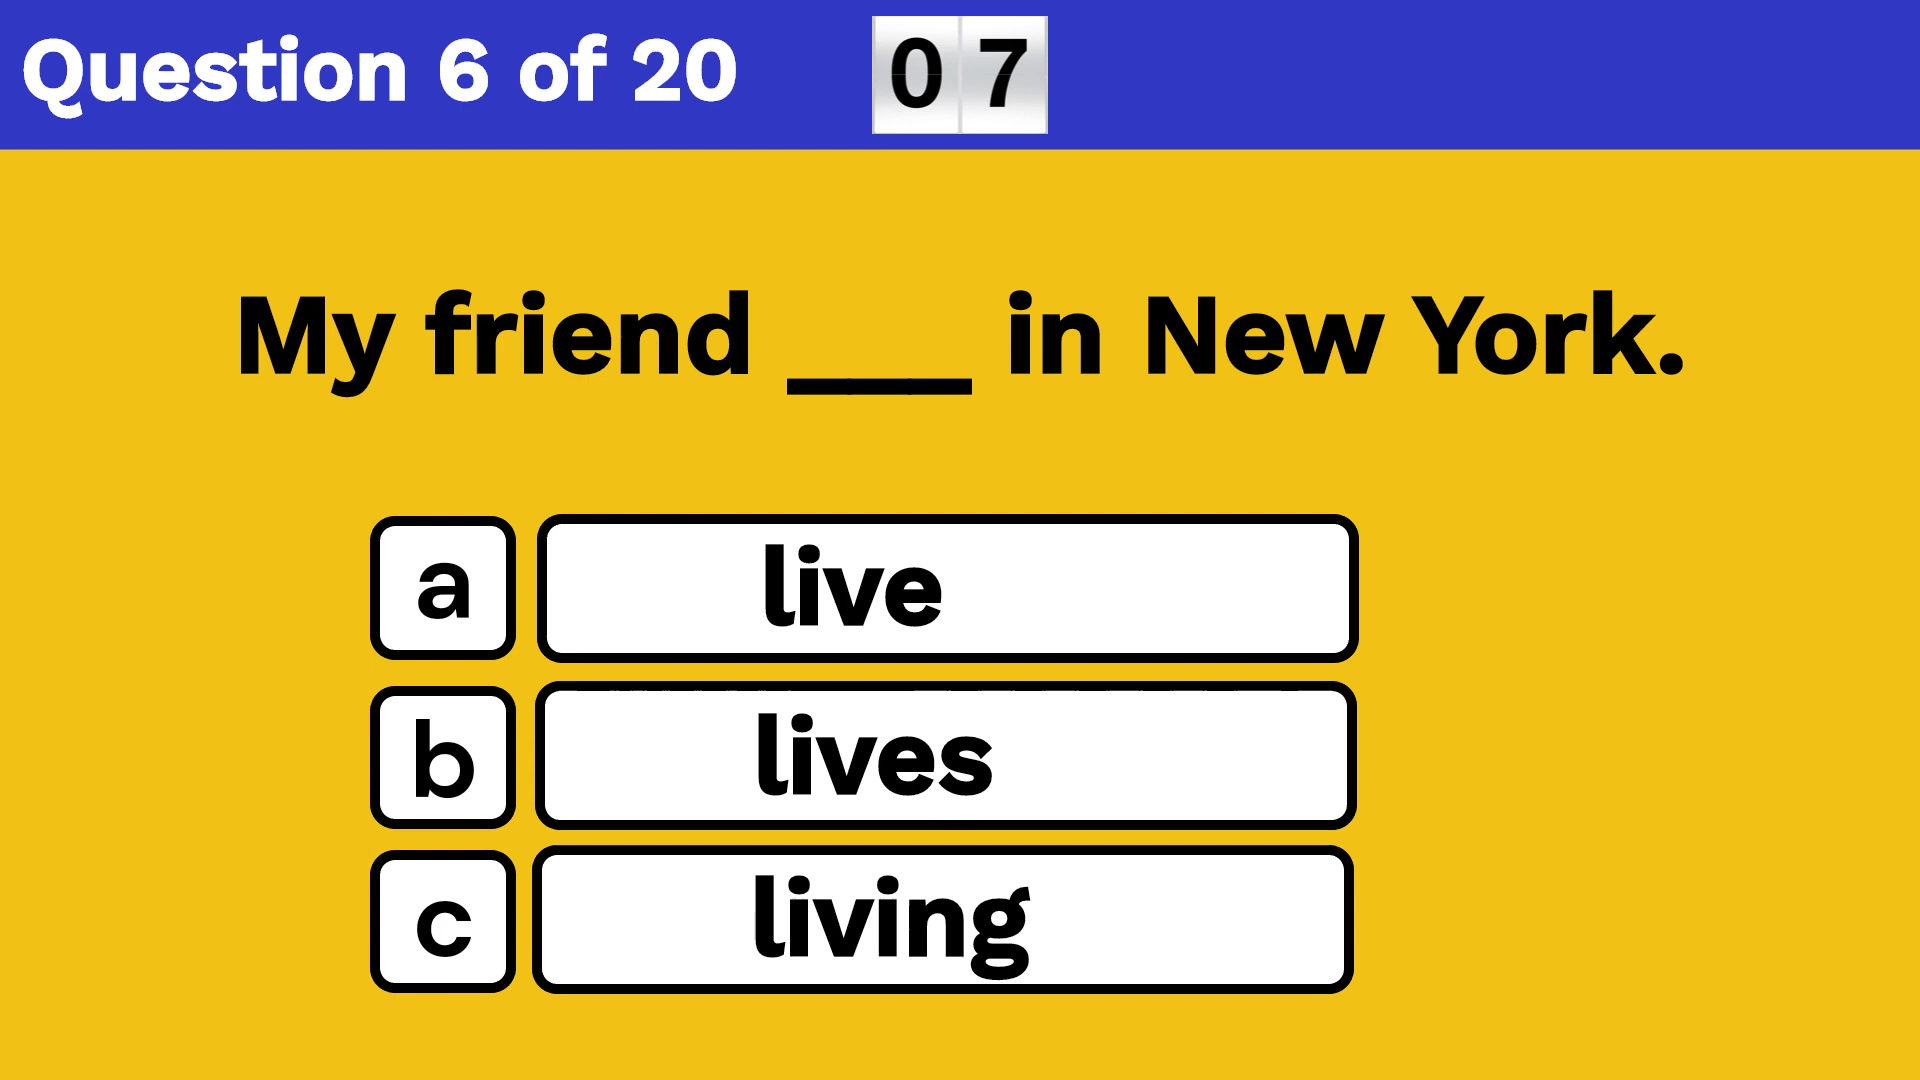 Question 6 of 20
07
My friend ___ in New York.
a live
b lives
c living